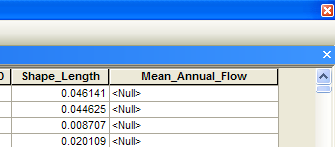 D Shape_Length Mean_Annual_Flow
0.046141 <Null>
0.044625 <Null>
0.008707 <Null>
0.020109 <Null>